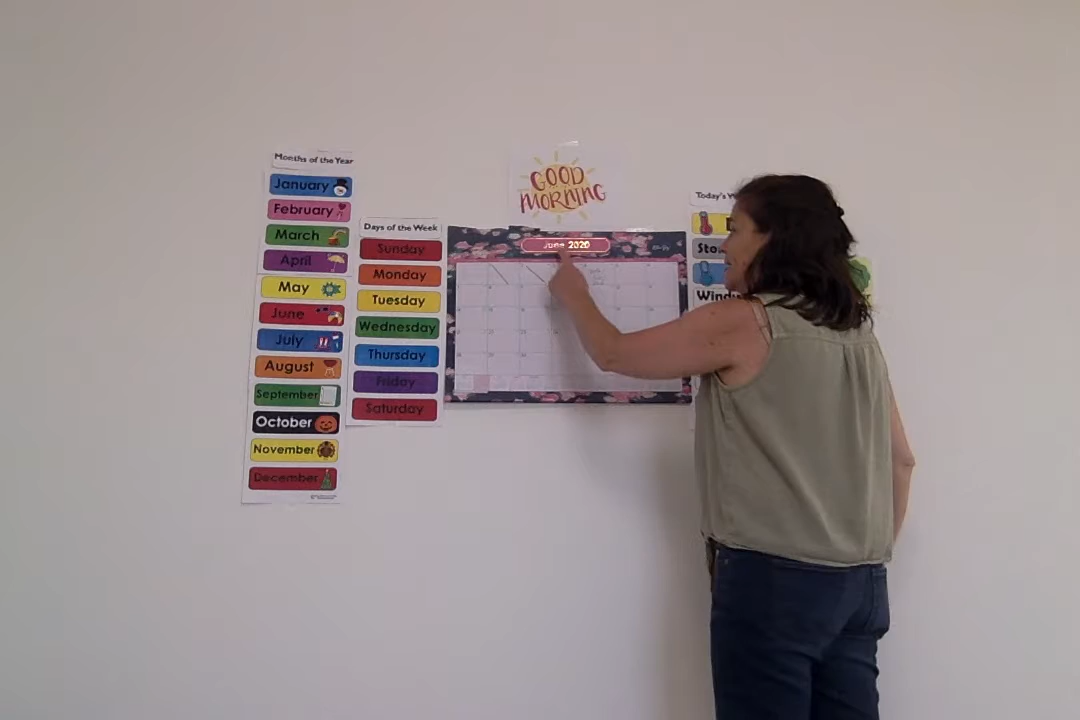 Months of the Year
January
February
March
April
May
June
July
August
September
October
November
December
Days of the Week
Sunday
Monday
Tuesday
Wednesday
Thursday
Friday
Saturday
GOOD
MORNING
June 2020
Today's